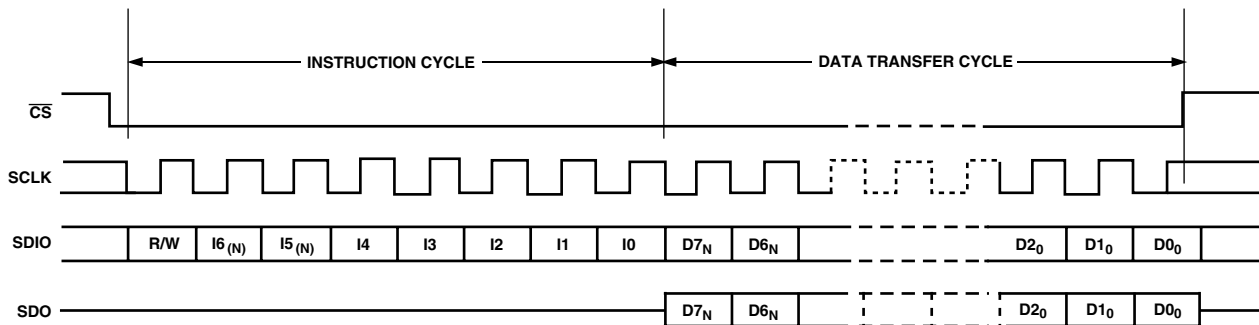 INSTRUCTION CYCLE DATA TRANSFER CYCLE
CS
SCLK
SDIO R/W I6(N) I5(N) I4 I3 I2 I1 I0 D7N D6N D20 D10 D00
SDO D7N D6N D20 D10 D00